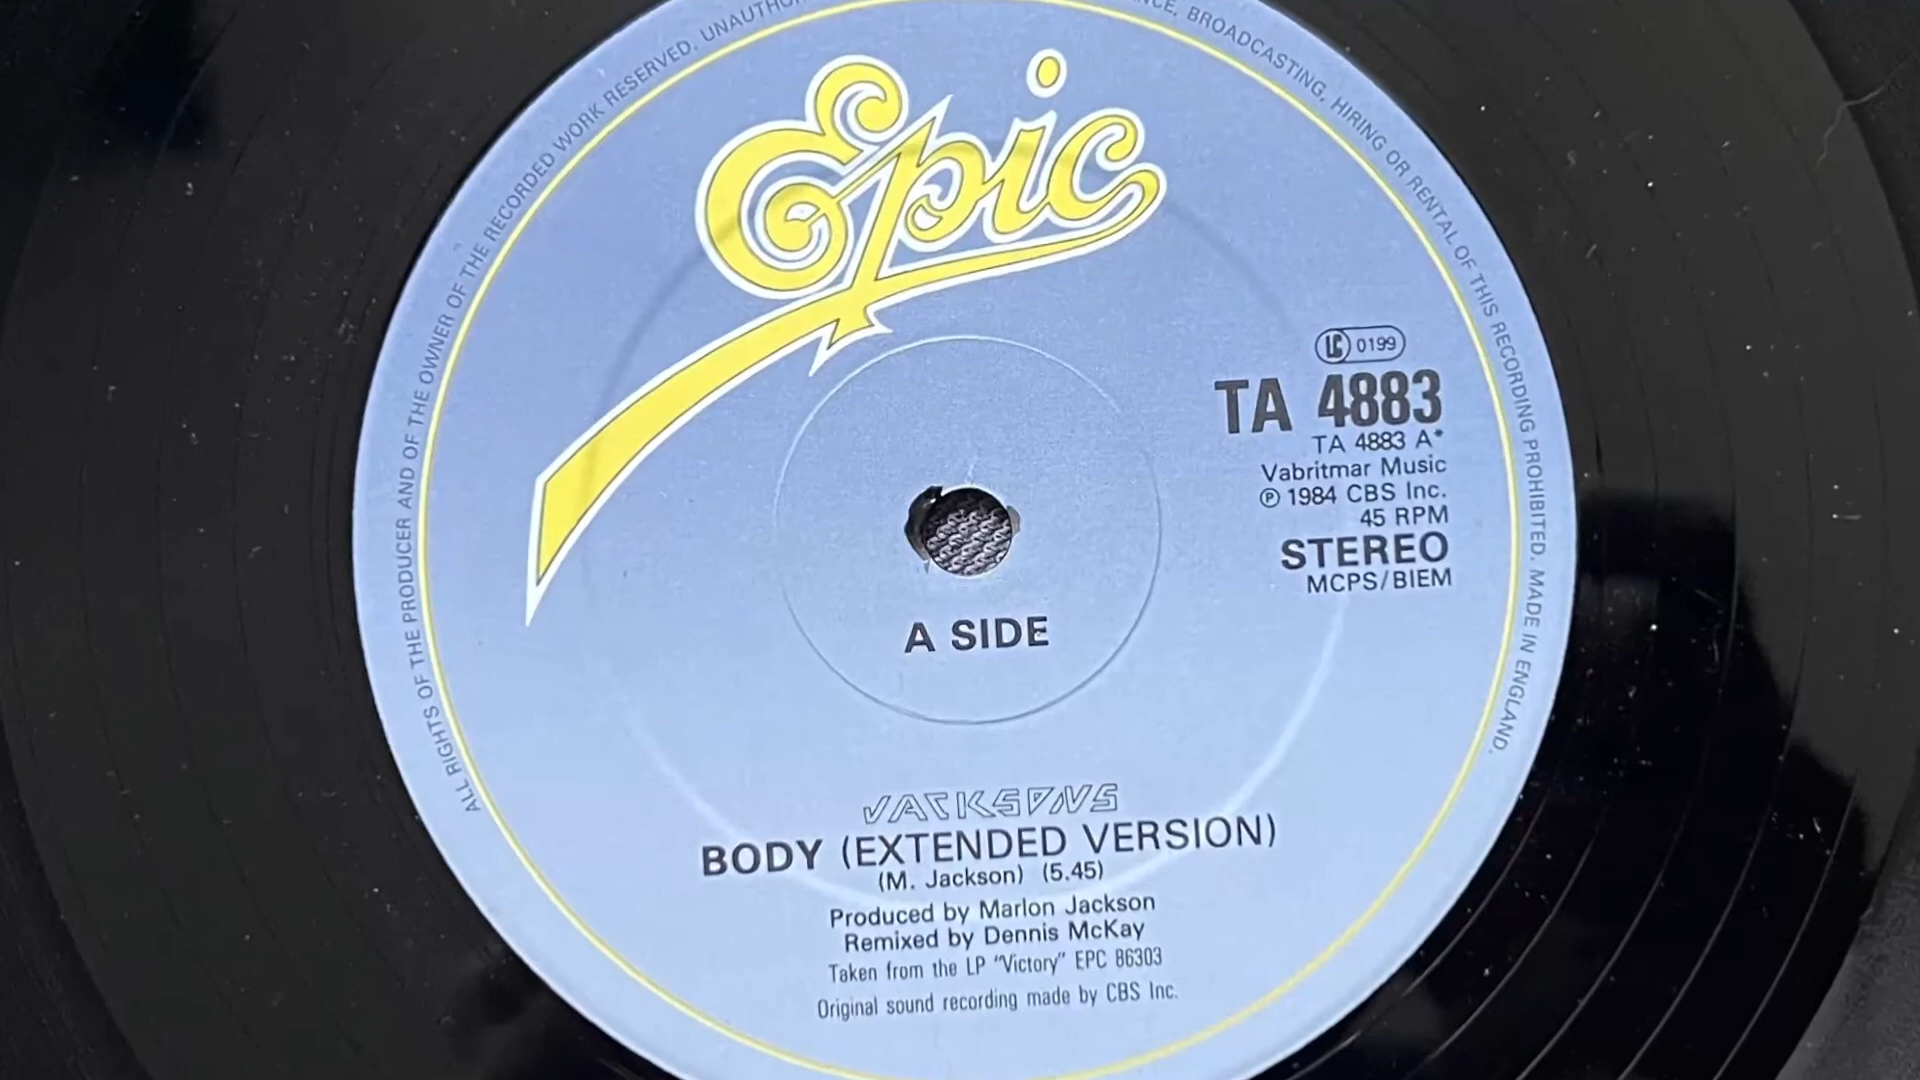 ALL RIGHTS OF THE PRODUCER AND OF THE OWNER OF THE RECORDED WORK RESERVED. UNAUTHOR
NCE, BROADCASTING, HIRING OR RENTAL OF THIS RECORDING PROHIBITED. MADE IN ENGLAND.
Epic
LC 0199
TA 4883
TA 4883 A*
Vabritmar Music
℗ 1984 CBS Inc.
45 RPM
STEREO
MCPS/BIEM
A SIDE
JACKSONS
BODY (EXTENDED VERSION)
(M. Jackson) (5.45)
Produced by Marlon Jackson
Remixed by Dennis McKay
Taken from the LP "Victory" EPC 86303
Original sound recording made by CBS Inc.